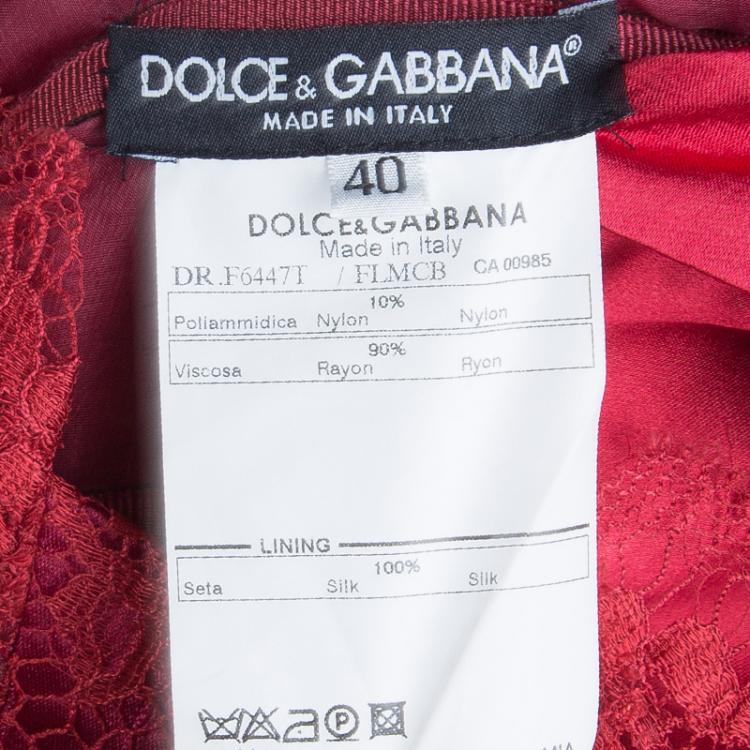 DOLCE & GABBANA®
MADE IN ITALY
40
DOLCE&GABBANA
Made in Italy
DR.F6447T / FLMCB CA 00985
10%
Poliammidica Nylon Nylon
90%
Viscosa Rayon Ryon
LINING
100%
Seta Silk Silk
P